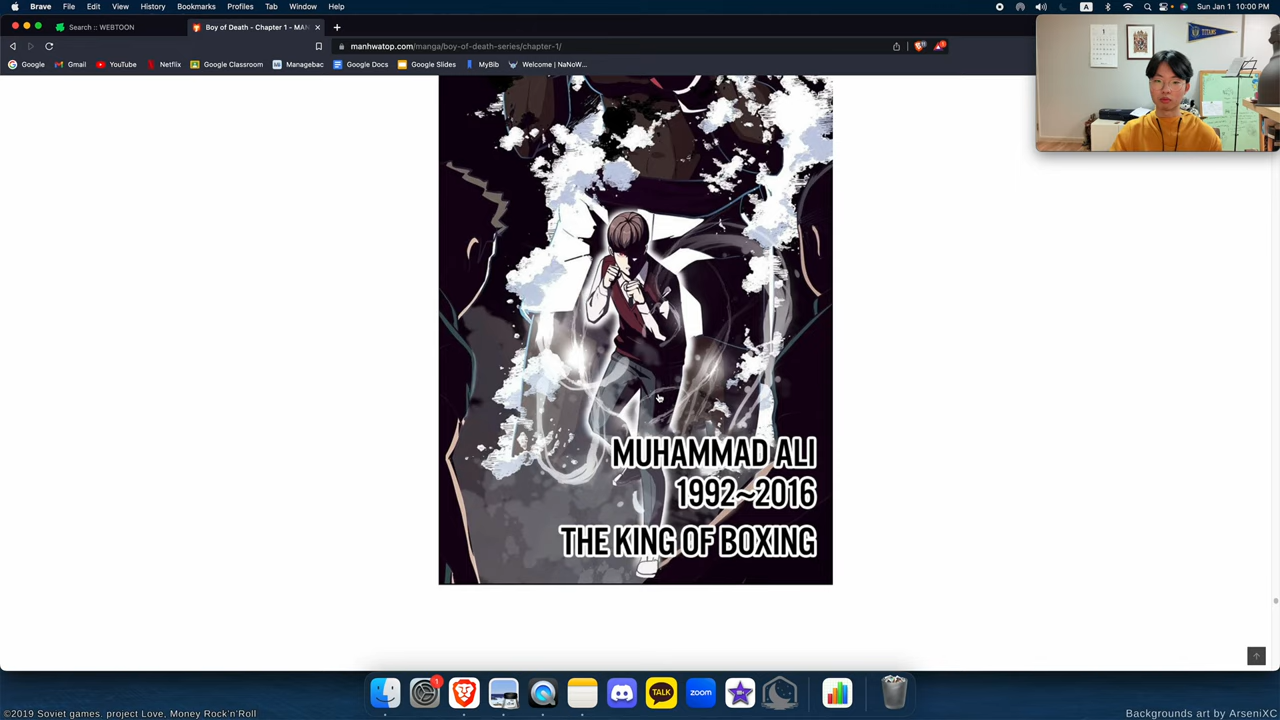 Brave File Edit View History Bookmarks Profiles Tab Window Help
A
Sun Jan 1 10:00 PM
Search :: WEBTOON
Boy of Death - Chapter 1 - MAN
manhwatop.com/manga/boy-of-death-series/chapter-1/
Google Gmail YouTube Netflix Google Classroom Managebac Google Docs Google Slides MyBib Welcome | NaNoW...
TITANS
MUHAMMAD ALI
1992~2016
THE KING OF BOXING
1
TALK
zoom
©2019 Soviet games. project Love, Money Rock'n'Roll
Backgrounds art by ArseniXC